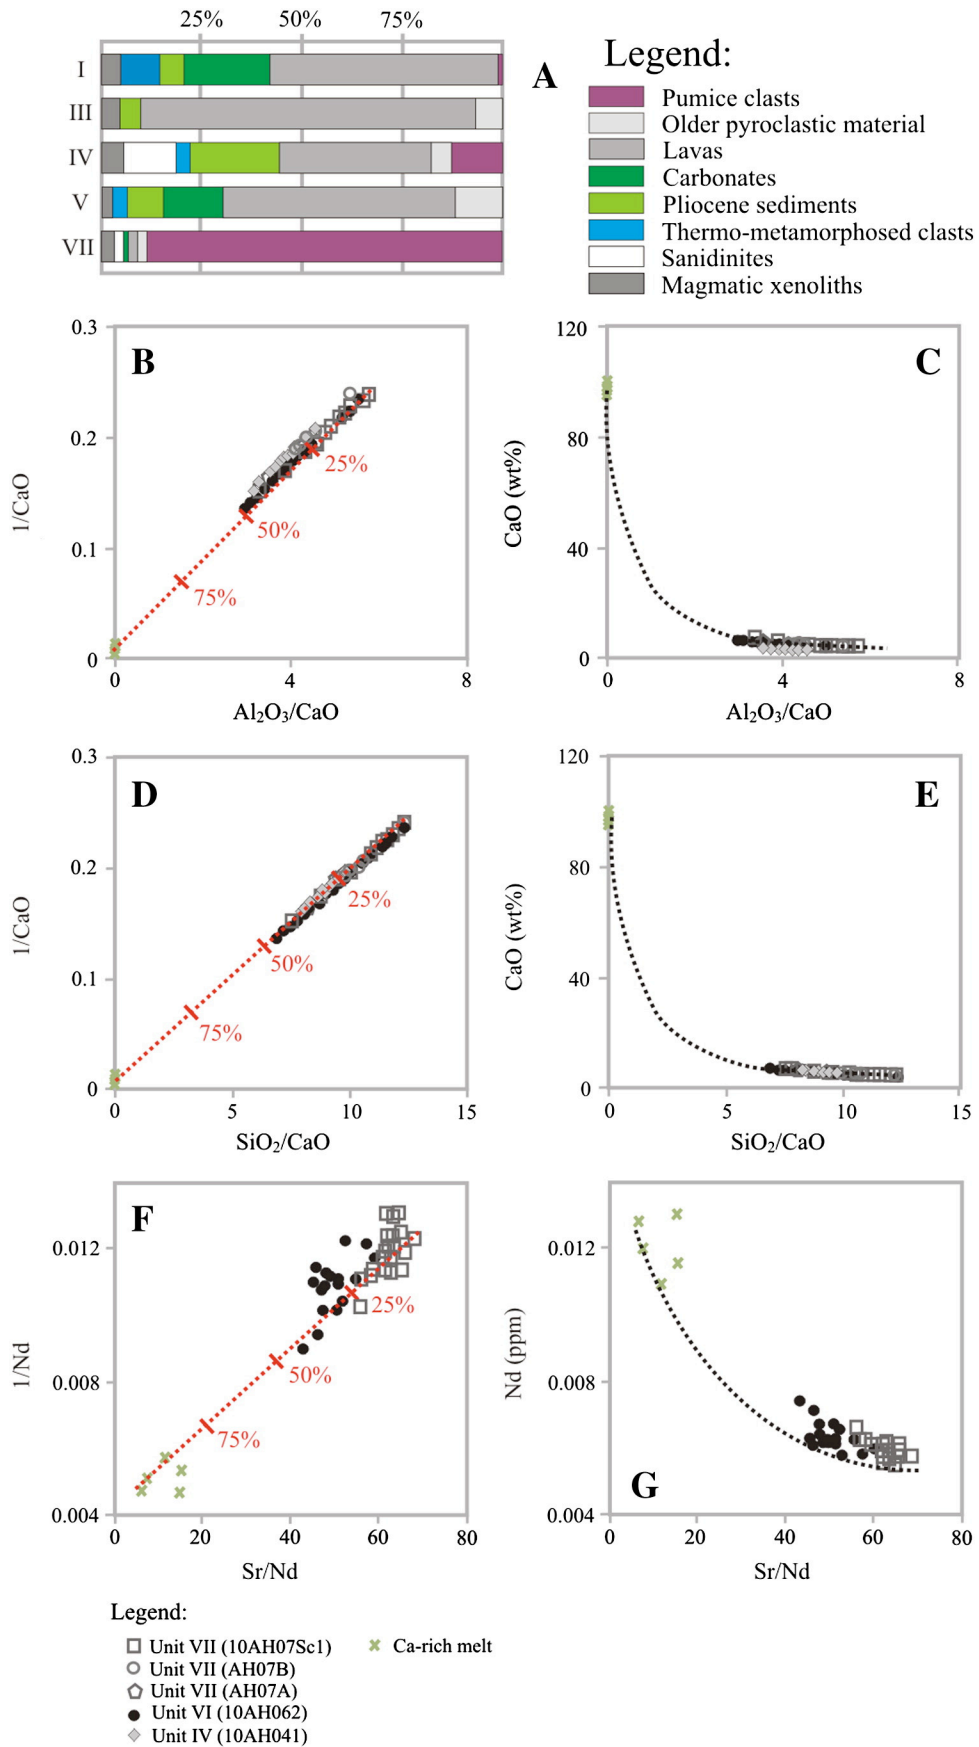 25% 50% 75%
A
I
III
IV
V
VII
Legend:
Pumice clasts
Older pyroclastic material
Lavas
Carbonates
Pliocene sediments
Thermo-metamorphosed clasts
Sanidinites
Magmatic xenoliths
B
0.3
0.2
0.1
0
1/CaO
25%
50%
75%
0 4 8
Al₂O₃/CaO
C
120
80
40
0
CaO (wt%)
0 4 8
Al₂O₃/CaO
D
0.3
0.2
0.1
0
1/CaO
25%
50%
75%
0 5 10 15
SiO₂/CaO
E
120
80
40
0
CaO (wt%)
0 5 10 15
SiO₂/CaO
F
0.012
0.008
0.004
1/Nd
25%
50%
75%
0 20 40 60 80
Sr/Nd
G
0.012
0.008
0.004
Nd (ppm)
0 20 40 60 80
Sr/Nd
Legend:
Unit VII (10AH07Sc1)
Unit VII (AH07B)
Unit VII (AH07A)
Unit VI (10AH062)
Unit IV (10AH041)
Ca-rich melt